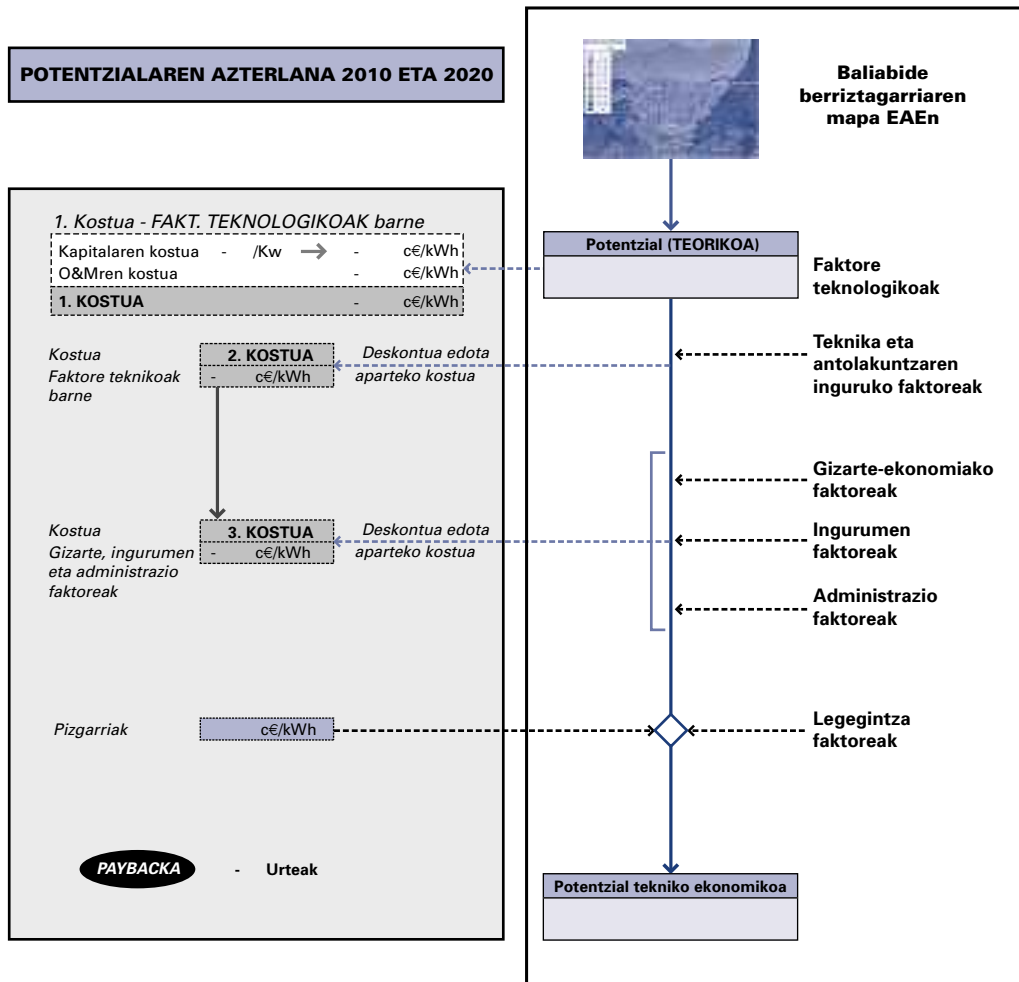 POTENTZIALAREN AZTERLANA 2010 ETA 2020
Baliabide
berriztagarriaren
mapa EAEn
1. Kostua - FAKT. TEKNOLOGIKOAK barne
Kapitalaren kostua - /Kw → - c€/kWh
O&Mren kostua - c€/kWh
1. KOSTUA - c€/kWh
Potentzial (TEORIKOA)
Faktore
teknologikoak
Kostua
Faktore teknikoak
barne
2. KOSTUA
- c€/kWh
Deskontua edota
aparteko kostua
Teknika eta
antolakuntzaren
inguruko faktoreak
Gizarte-ekonomiako
faktoreak
Kostua
Gizarte, ingurumen
eta administrazio
faktoreak
3. KOSTUA
- c€/kWh
Deskontua edota
aparteko kostua
Ingurumen
faktoreak
Administrazio
faktoreak
Pizgarriak
c€/kWh
Legegintza
faktoreak
PAYBACKA - Urteak
Potentzial tekniko ekonomikoa